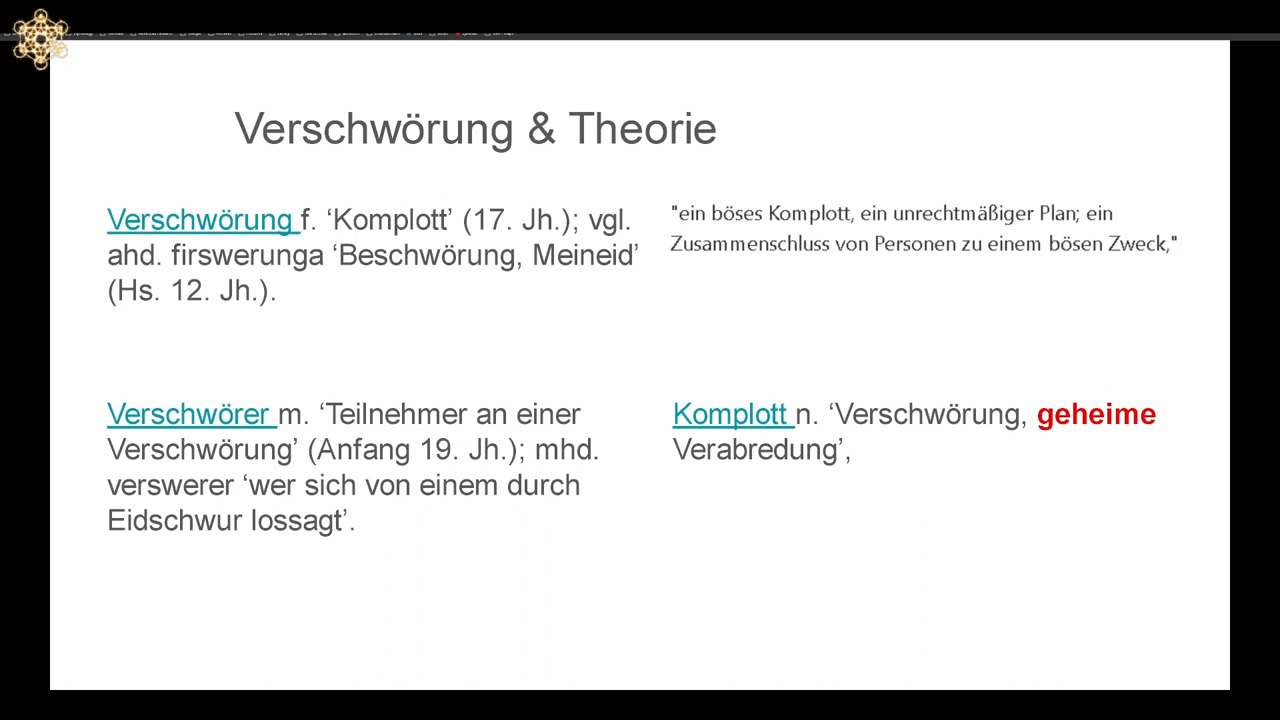 Verschwörung & Theorie
Verschwörung f. ‘Komplott’ (17. Jh.); vgl.
ahd. firswerunga ‘Beschwörung, Meineid’
(Hs. 12. Jh.).
"ein böses Komplott, ein unrechtmäßiger Plan; ein
Zusammenschluss von Personen zu einem bösen Zweck,"
Verschwörer m. ‘Teilnehmer an einer
Verschwörung’ (Anfang 19. Jh.); mhd.
verswerer ‘wer sich von einem durch
Eidschwur lossagt’.
Komplott n. ‘Verschwörung, geheime
Verabredung’,